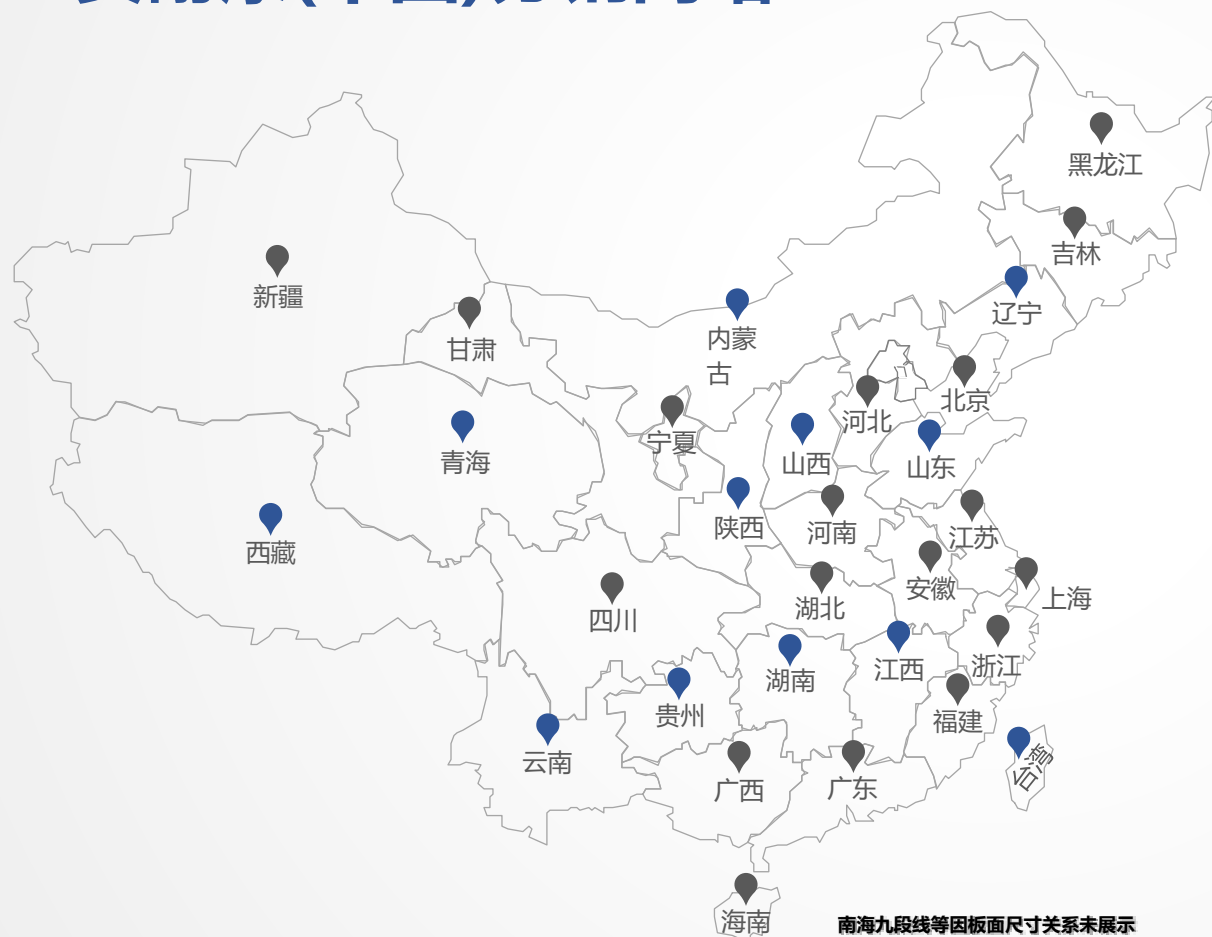 黑龙江
吉林
新疆
辽宁
内蒙
古
甘肃
北京
河北
宁夏
山西
青海
山东
陕西
河南
江苏
西藏
安徽
上海
湖北
四川
浙江
江西
湖南
贵州
福建
云南
台湾
广西
广东
海南
南海九段线等因板面尺寸关系未展示